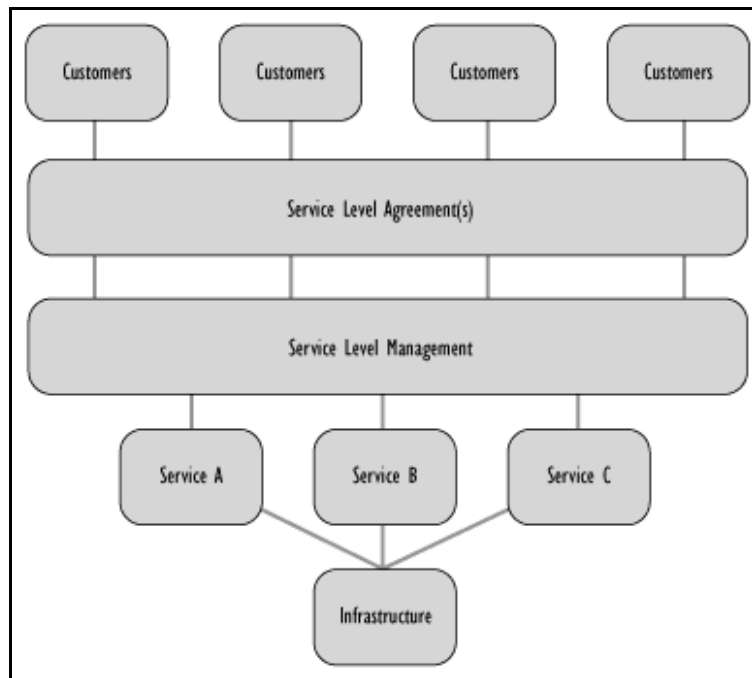 Customers
Customers
Customers
Customers
Service Level Agreement(s)
Service Level Management
Service A
Service B
Service C
Infrastructure